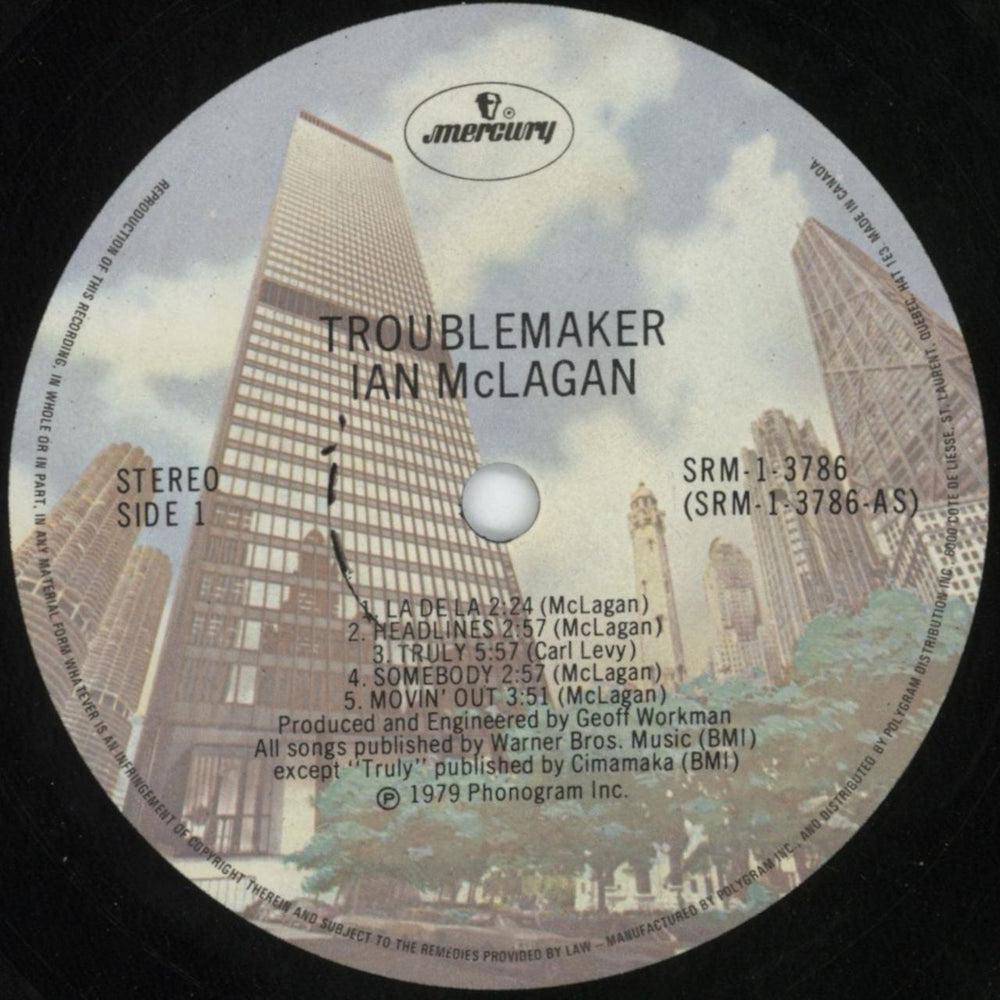 mercury ®
TROUBLEMAKER
IAN McLAGAN
STEREO
SIDE 1
SRM-1-3786
(SRM-1-3786-AS)
1. LA DE LA 2:24 (McLagan)
2. HEADLINES 2:57 (McLagan)
3. TRULY 5:57 (Carl Levy)
4. SOMEBODY 2:57 (McLagan)
5. MOVIN' OUT 3:51 (McLagan)
Produced and Engineered by Geoff Workman
All songs published by Warner Bros. Music (BMI)
except "Truly" published by Cimamaka (BMI)
℗ 1979 Phonogram Inc.
REPRODUCTION OF THIS RECORDING, IN WHOLE OR IN PART, IN ANY MATERIAL FORM WHATEVER IS AN INFRINGEMENT OF COPYRIGHT THEREIN AND SUBJECT TO THE REMEDIES PROVIDED BY LAW – MANUFACTURED BY POLYGRAM INC., AND DISTRIBUTED BY POLYGRAM DISTRIBUTION INC. 6000 COTE DE LIESSE, ST. LAURENT, QUEBEC, H4T 1E3. MADE IN CANADA.